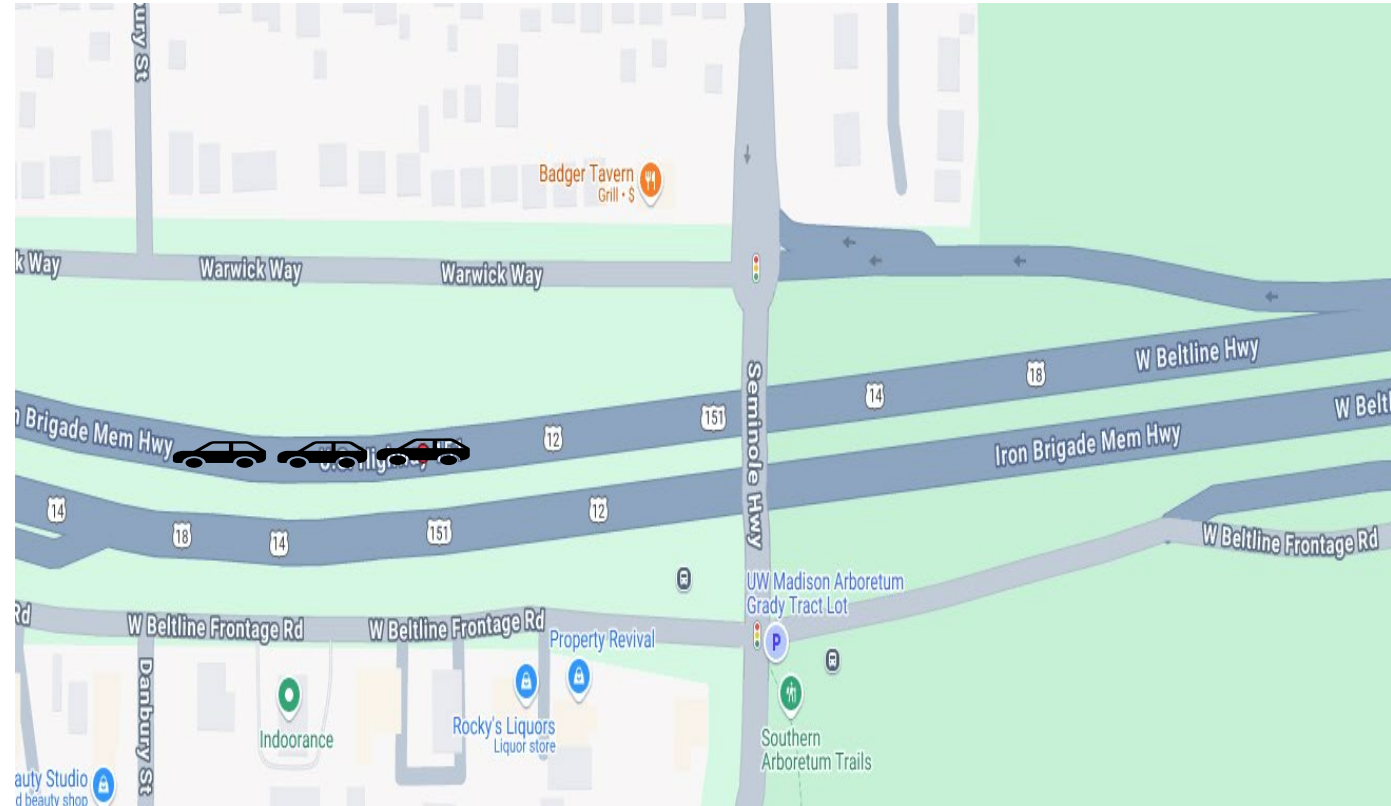 bury St
Badger Tavern
Grill • $
k Way
Warwick Way
Warwick Way
W Beltline Hwy
18
14
151
12
W Belt
n Brigade Mem Hwy
Iron Brigade Mem Hwy
Seminole Hwy
14
18
14
151
12
W Beltline Frontage Rd
Rd
W Beltline Frontage Rd
W Beltline Frontage Rd
UW Madison Arboretum
Grady Tract Lot
P
Property Revival
Danbury St
Indoorance
Rocky's Liquors
Liquor store
Southern
Arboretum Trails
auty Studio
d beauty shop